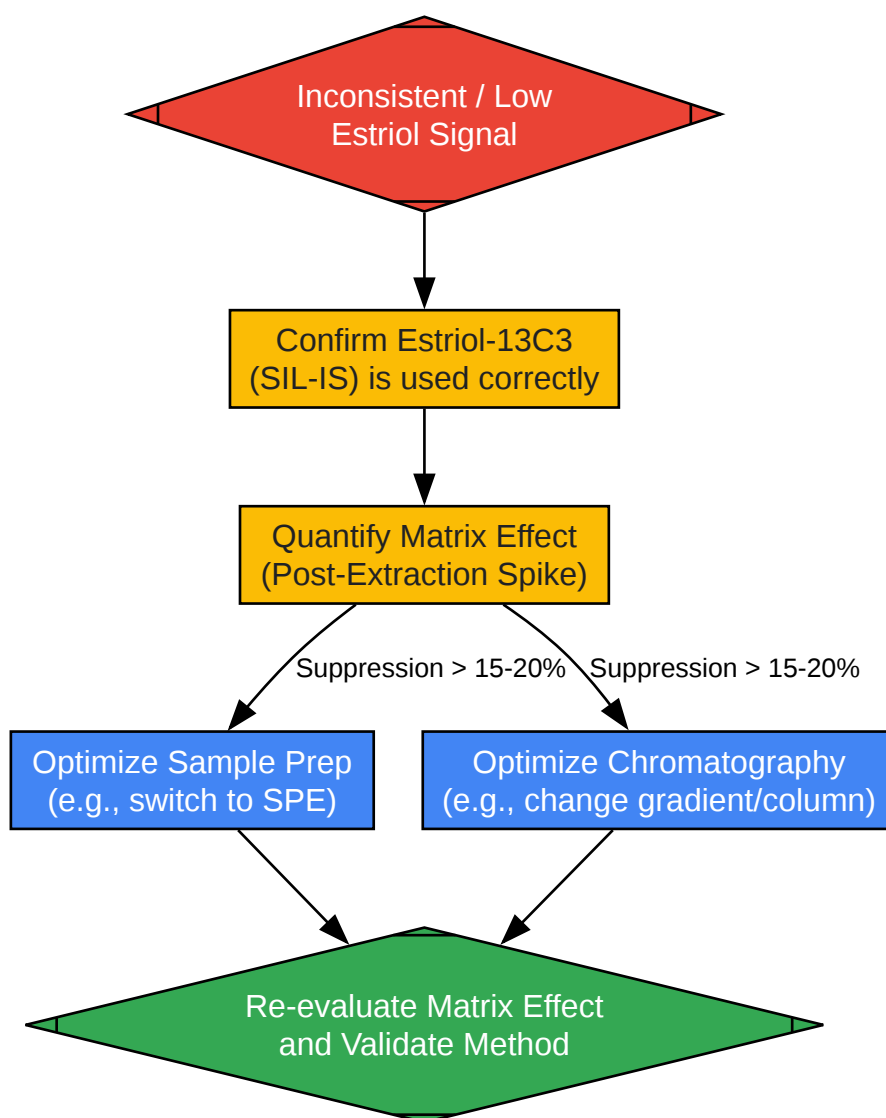 Inconsistent / Low
Estriol Signal
Confirm Estriol-13C3
(SIL-IS) is used correctly
Quantify Matrix Effect
(Post-Extraction Spike)
Suppression > 15-20%
Suppression > 15-20%
Optimize Sample Prep
(e.g., switch to SPE)
Optimize Chromatography
(e.g., change gradient/column)
Re-evaluate Matrix Effect
and Validate Method